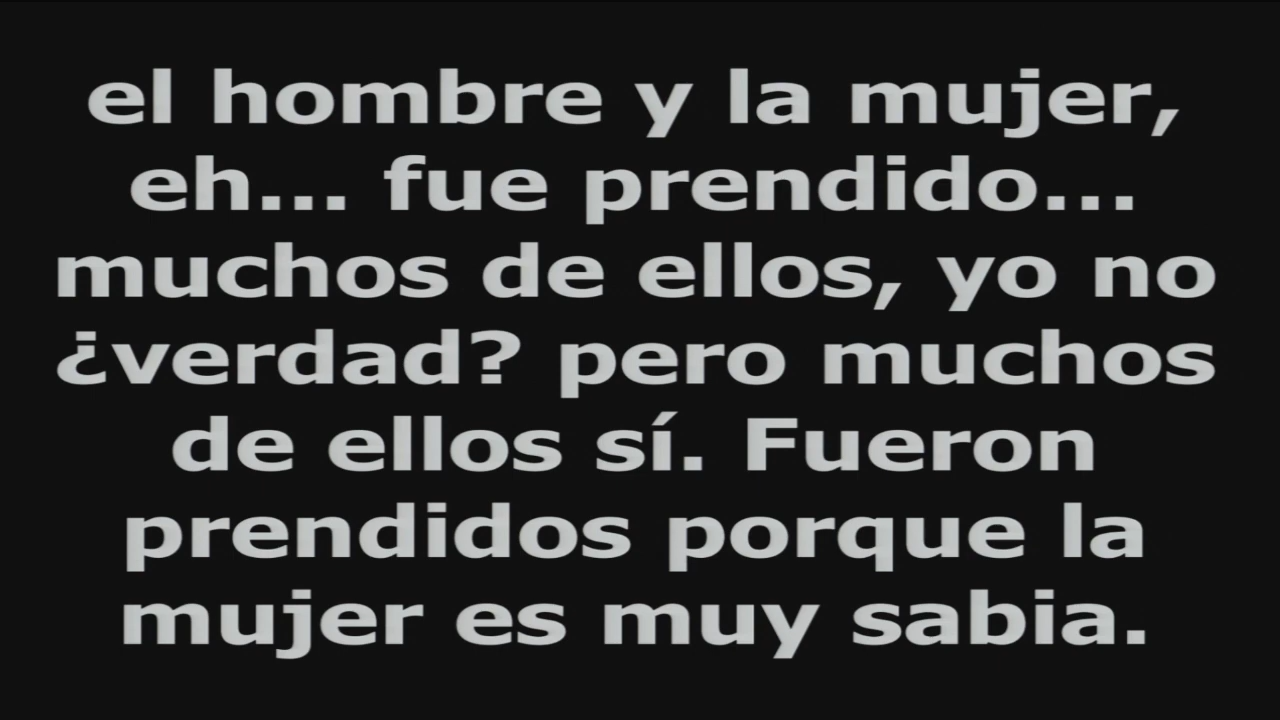 el hombre y la mujer,
eh... fue prendido...
muchos de ellos, yo no
¿verdad? pero muchos
de ellos sí. Fueron
prendidos porque la
mujer es muy sabia.